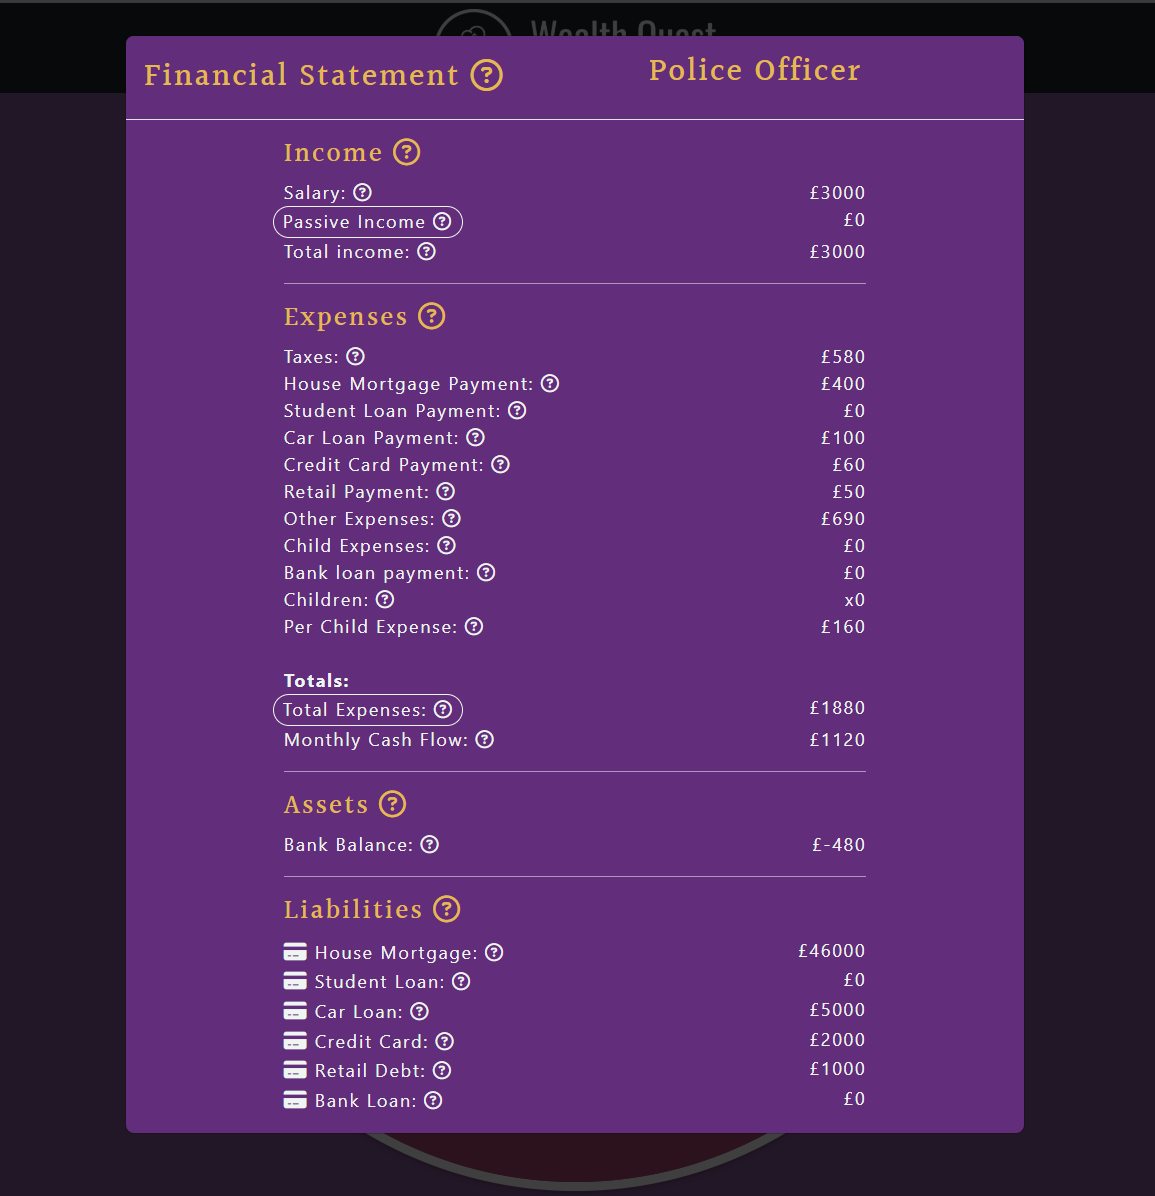 Wealth Quest
Financial Statement ? Police Officer
Income ?
Salary: ? £3000
Passive Income ? £0
Total income: ? £3000
Expenses ?
Taxes: ? £580
House Mortgage Payment: ? £400
Student Loan Payment: ? £0
Car Loan Payment: ? £100
Credit Card Payment: ? £60
Retail Payment: ? £50
Other Expenses: ? £690
Child Expenses: ? £0
Bank loan payment: ? £0
Children: ? x0
Per Child Expense: ? £160
Totals:
Total Expenses: ? £1880
Monthly Cash Flow: ? £1120
Assets ?
Bank Balance: ? £-480
Liabilities ?
House Mortgage: ? £46000
Student Loan: ? £0
Car Loan: ? £5000
Credit Card: ? £2000
Retail Debt: ? £1000
Bank Loan: ? £0